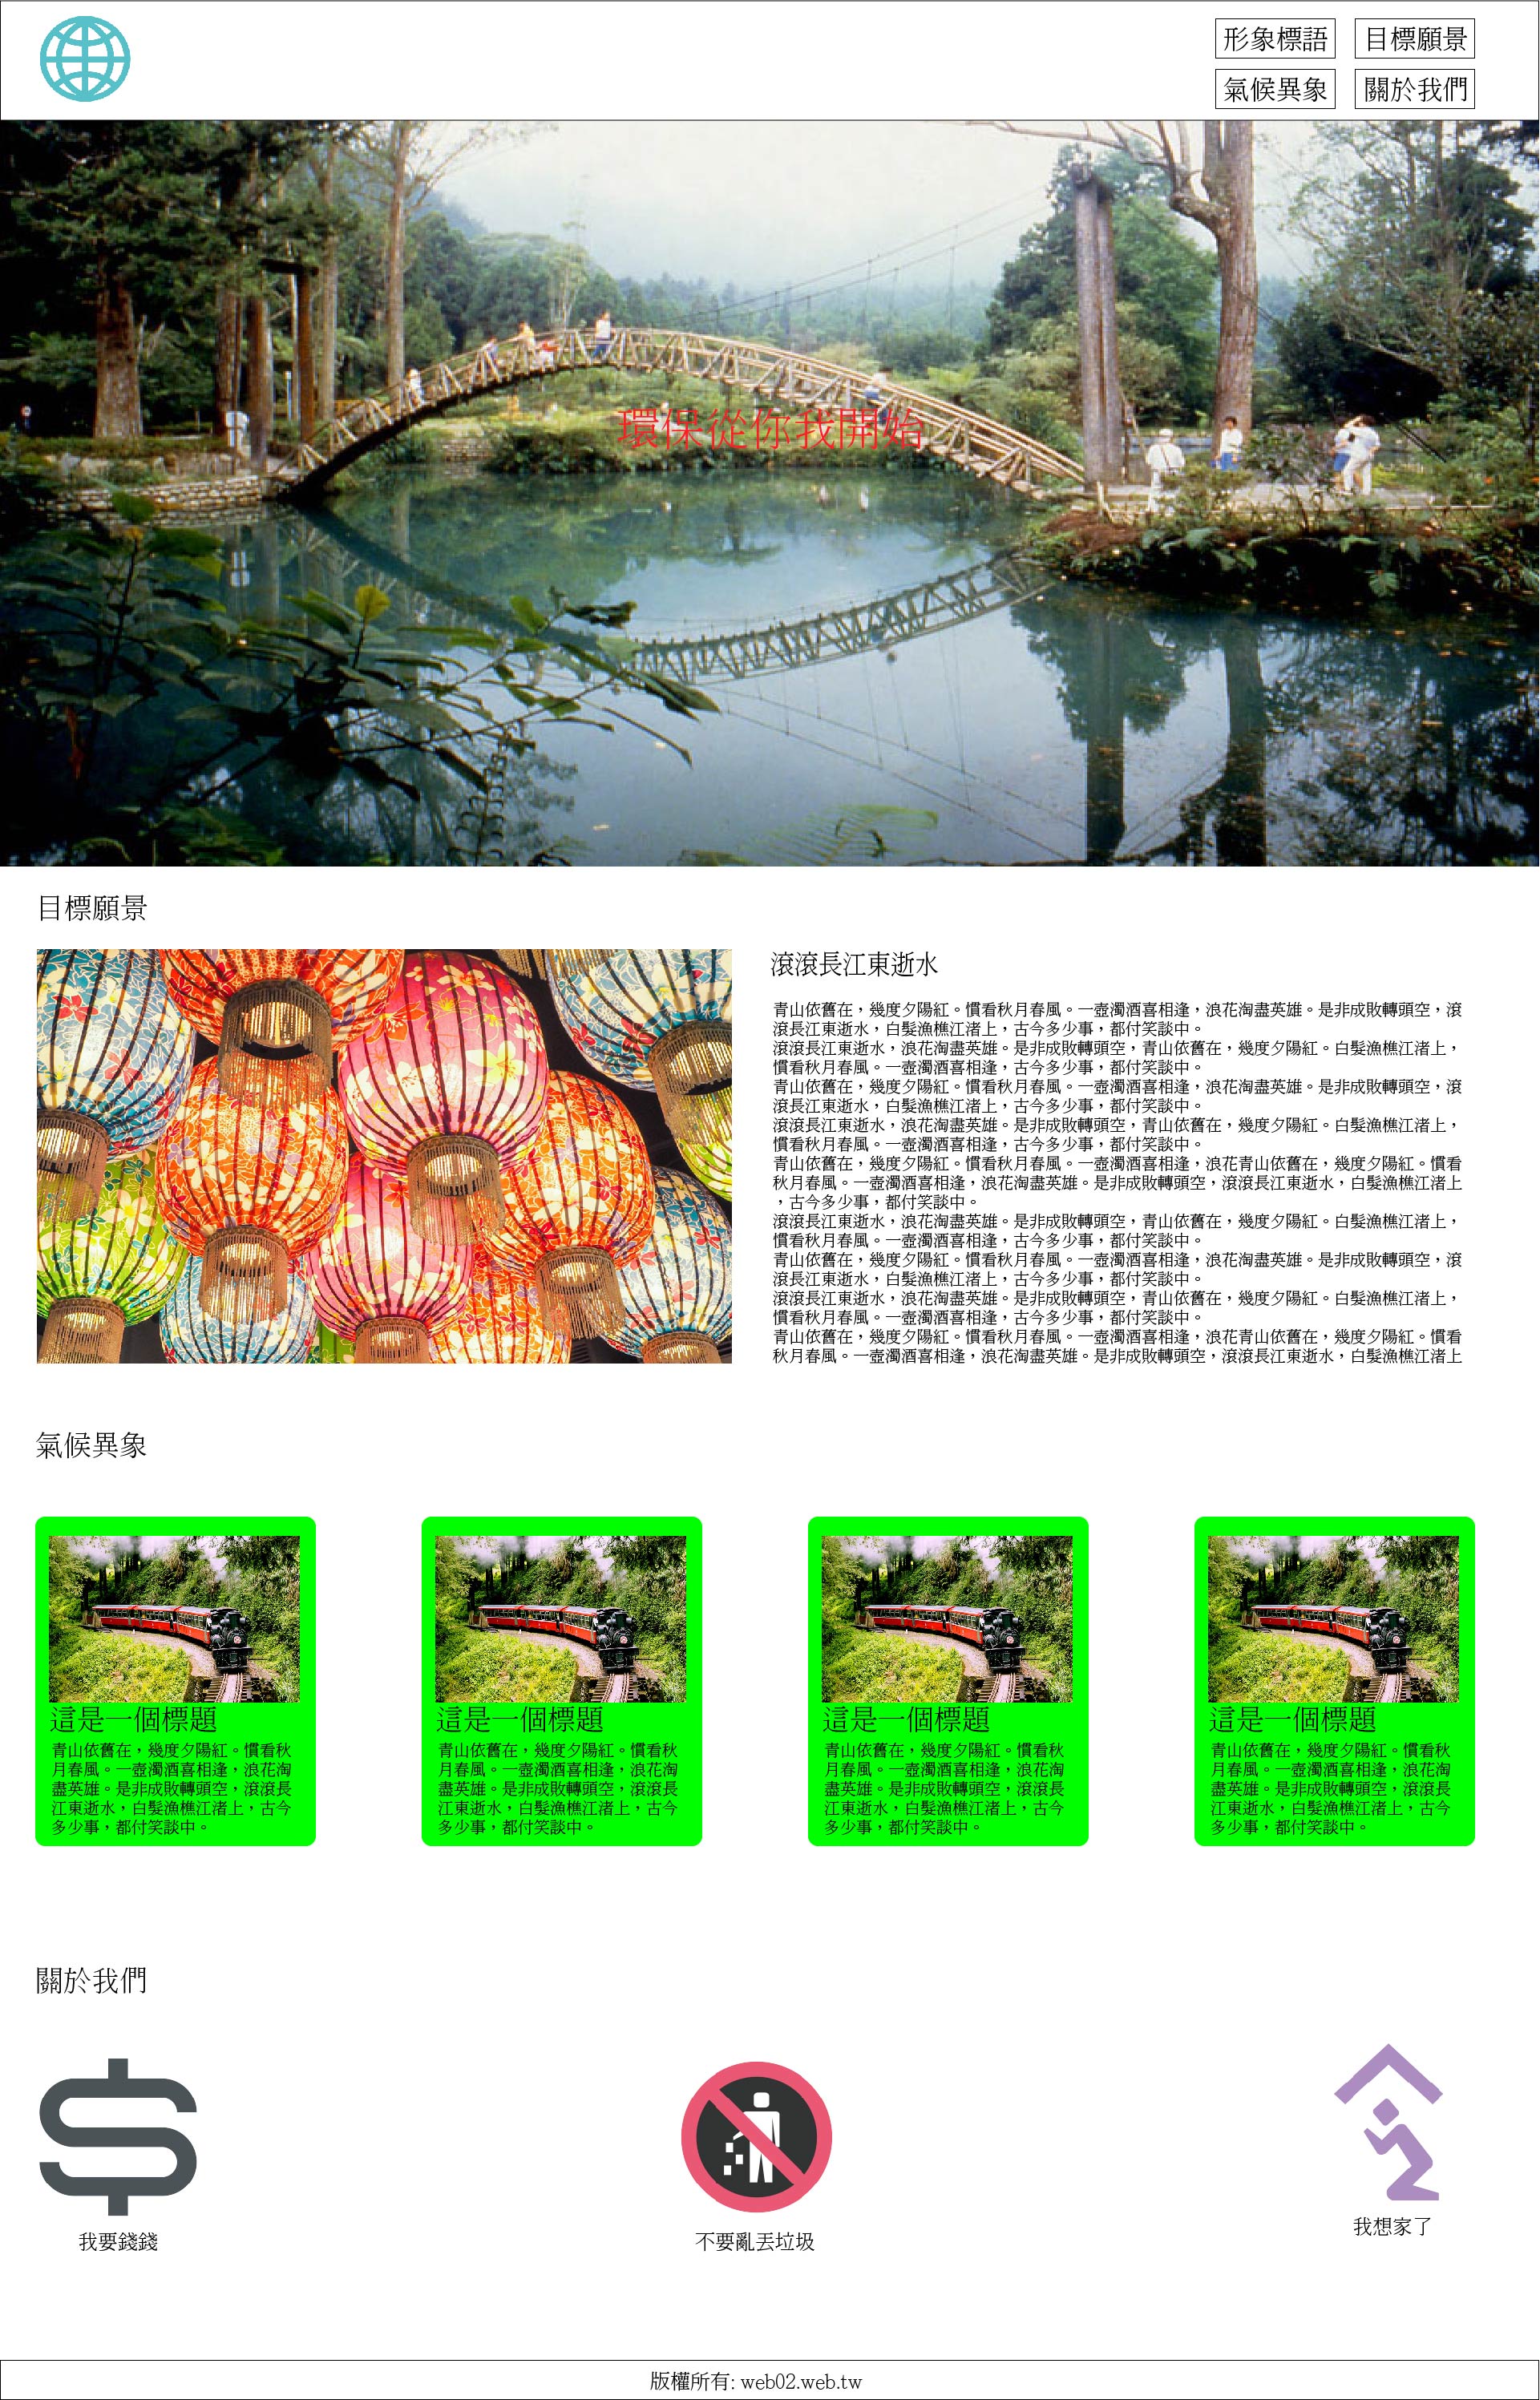 形象標語 目標願景
氣候異象 關於我們
環保從你我開始
目標願景
滾滾長江東逝水
青山依舊在，幾度夕陽紅。慣看秋月春風。一壺濁酒喜相逢，浪花淘盡英雄。是非成敗轉頭空，滾
滾長江東逝水，白髮漁樵江渚上，古今多少事，都付笑談中。
滾滾長江東逝水，浪花淘盡英雄。是非成敗轉頭空，青山依舊在，幾度夕陽紅。白髮漁樵江渚上，
慣看秋月春風。一壺濁酒喜相逢，古今多少事，都付笑談中。
青山依舊在，幾度夕陽紅。慣看秋月春風。一壺濁酒喜相逢，浪花淘盡英雄。是非成敗轉頭空，滾
滾長江東逝水，白髮漁樵江渚上，古今多少事，都付笑談中。
滾滾長江東逝水，浪花淘盡英雄。是非成敗轉頭空，青山依舊在，幾度夕陽紅。白髮漁樵江渚上，
慣看秋月春風。一壺濁酒喜相逢，古今多少事，都付笑談中。
青山依舊在，幾度夕陽紅。慣看秋月春風。一壺濁酒喜相逢，浪花青山依舊在，幾度夕陽紅。慣看
秋月春風。一壺濁酒喜相逢，浪花淘盡英雄。是非成敗轉頭空，滾滾長江東逝水，白髮漁樵江渚上
，古今多少事，都付笑談中。
滾滾長江東逝水，浪花淘盡英雄。是非成敗轉頭空，青山依舊在，幾度夕陽紅。白髮漁樵江渚上，
慣看秋月春風。一壺濁酒喜相逢，古今多少事，都付笑談中。
青山依舊在，幾度夕陽紅。慣看秋月春風。一壺濁酒喜相逢，浪花淘盡英雄。是非成敗轉頭空，滾
滾長江東逝水，白髮漁樵江渚上，古今多少事，都付笑談中。
滾滾長江東逝水，浪花淘盡英雄。是非成敗轉頭空，青山依舊在，幾度夕陽紅。白髮漁樵江渚上，
慣看秋月春風。一壺濁酒喜相逢，古今多少事，都付笑談中。
青山依舊在，幾度夕陽紅。慣看秋月春風。一壺濁酒喜相逢，浪花青山依舊在，幾度夕陽紅。慣看
秋月春風。一壺濁酒喜相逢，浪花淘盡英雄。是非成敗轉頭空，滾滾長江東逝水，白髮漁樵江渚上
氣候異象
這是一個標題
青山依舊在，幾度夕陽紅。慣看秋
月春風。一壺濁酒喜相逢，浪花淘
盡英雄。是非成敗轉頭空，滾滾長
江東逝水，白髮漁樵江渚上，古今
多少事，都付笑談中。
這是一個標題
青山依舊在，幾度夕陽紅。慣看秋
月春風。一壺濁酒喜相逢，浪花淘
盡英雄。是非成敗轉頭空，滾滾長
江東逝水，白髮漁樵江渚上，古今
多少事，都付笑談中。
這是一個標題
青山依舊在，幾度夕陽紅。慣看秋
月春風。一壺濁酒喜相逢，浪花淘
盡英雄。是非成敗轉頭空，滾滾長
江東逝水，白髮漁樵江渚上，古今
多少事，都付笑談中。
這是一個標題
青山依舊在，幾度夕陽紅。慣看秋
月春風。一壺濁酒喜相逢，浪花淘
盡英雄。是非成敗轉頭空，滾滾長
江東逝水，白髮漁樵江渚上，古今
多少事，都付笑談中。
關於我們
我要錢錢
不要亂丟垃圾
我想家了
版權所有: web02.web.tw